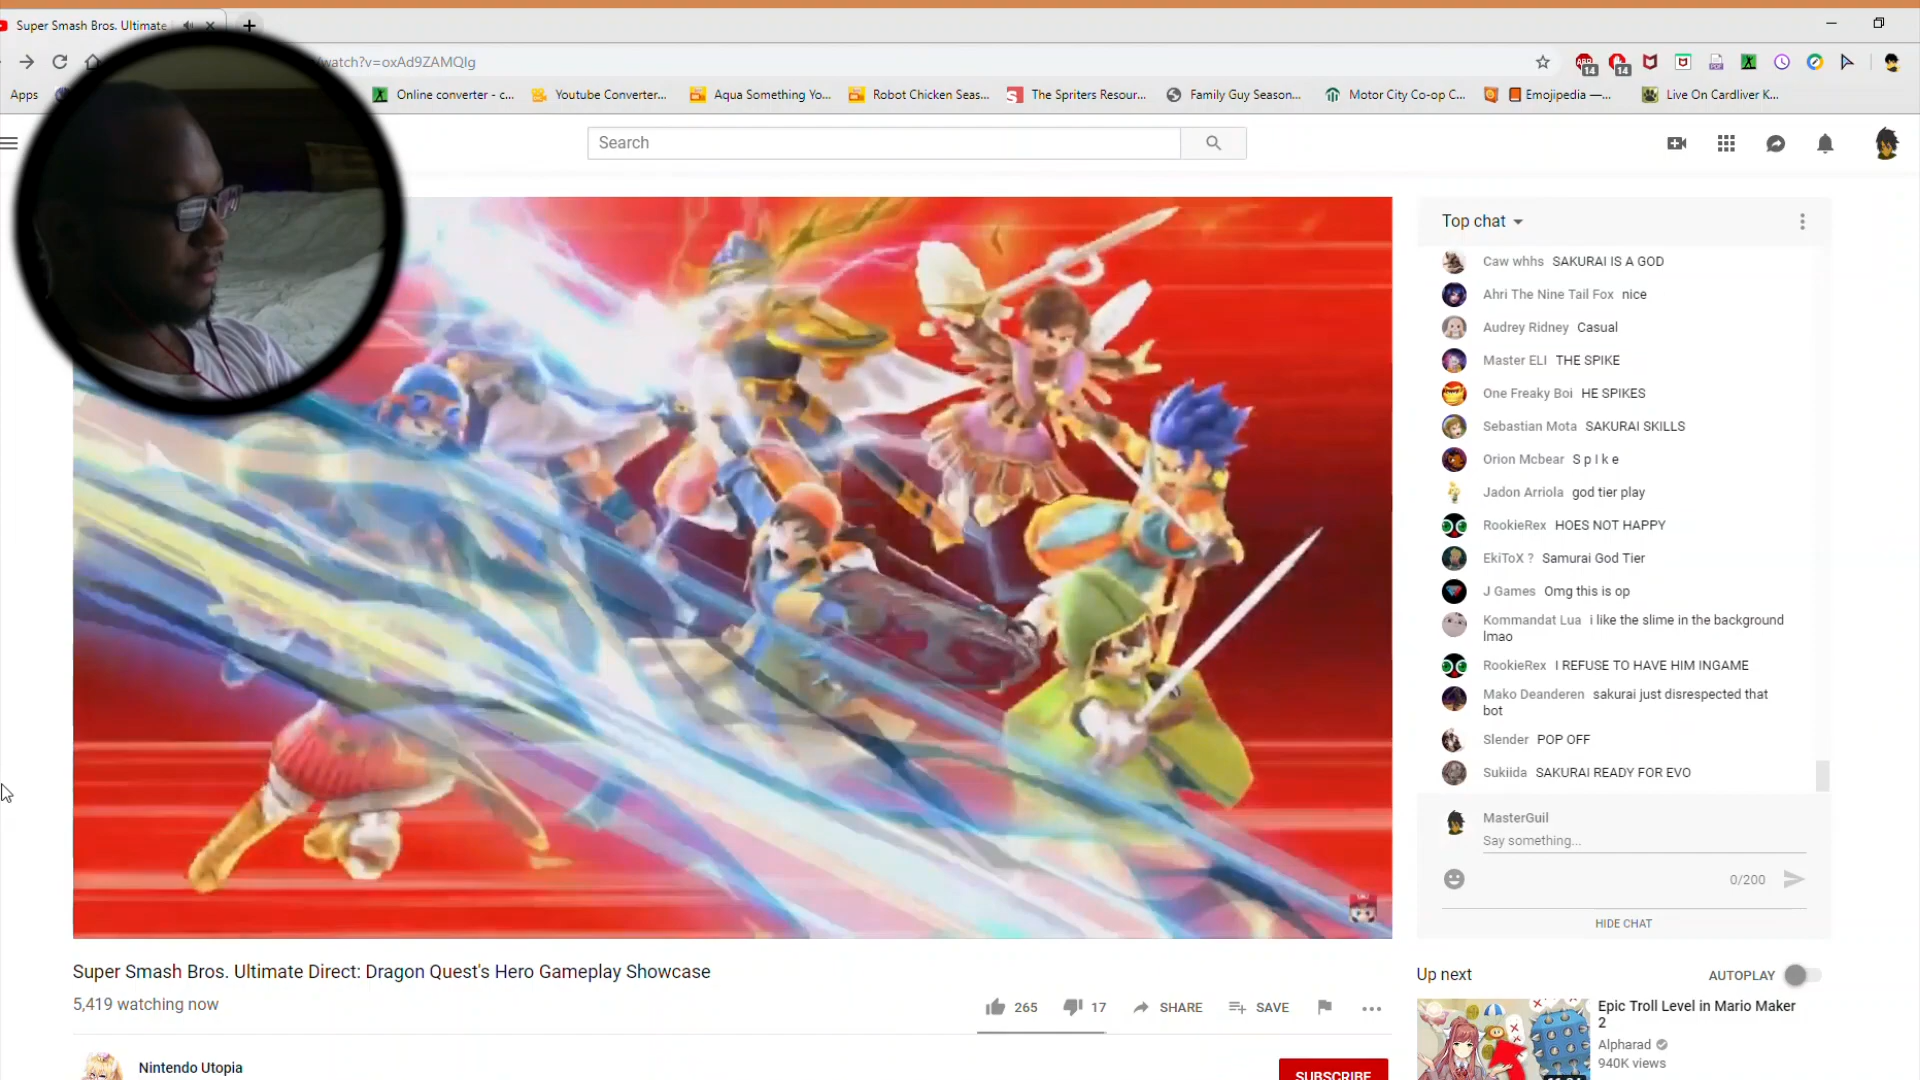 Super Smash Bros. Ultimate
watch?v=oxAd9ZAMQIg
14
14
Apps
Online converter - c...
Youtube Converter...
Aqua Something Yo...
Robot Chicken Seas...
The Spriters Resour...
Family Guy Season...
Motor City Co-op C...
Emojipedia —...
Live On Cardliver K...
Search
Top chat
Caw whhs SAKURAI IS A GOD
Ahri The Nine Tail Fox nice
Audrey Ridney Casual
Master ELI THE SPIKE
One Freaky Boi HE SPIKES
Sebastian Mota SAKURAI SKILLS
Orion Mcbear S p I k e
Jadon Arriola god tier play
RookieRex HOES NOT HAPPY
EkiToX ? Samurai God Tier
J Games Omg this is op
Kommandat Lua i like the slime in the background
lmao
RookieRex I REFUSE TO HAVE HIM INGAME
Mako Deanderen sakurai just disrespected that
bot
Slender POP OFF
Sukiida SAKURAI READY FOR EVO
MasterGuil
Say something...
0/200
HIDE CHAT
Super Smash Bros. Ultimate Direct: Dragon Quest's Hero Gameplay Showcase
5,419 watching now
265
17
SHARE
SAVE
Nintendo Utopia
SUBSCRIBE
Up next
AUTOPLAY
Epic Troll Level in Mario Maker
2
Alpharad
940K views